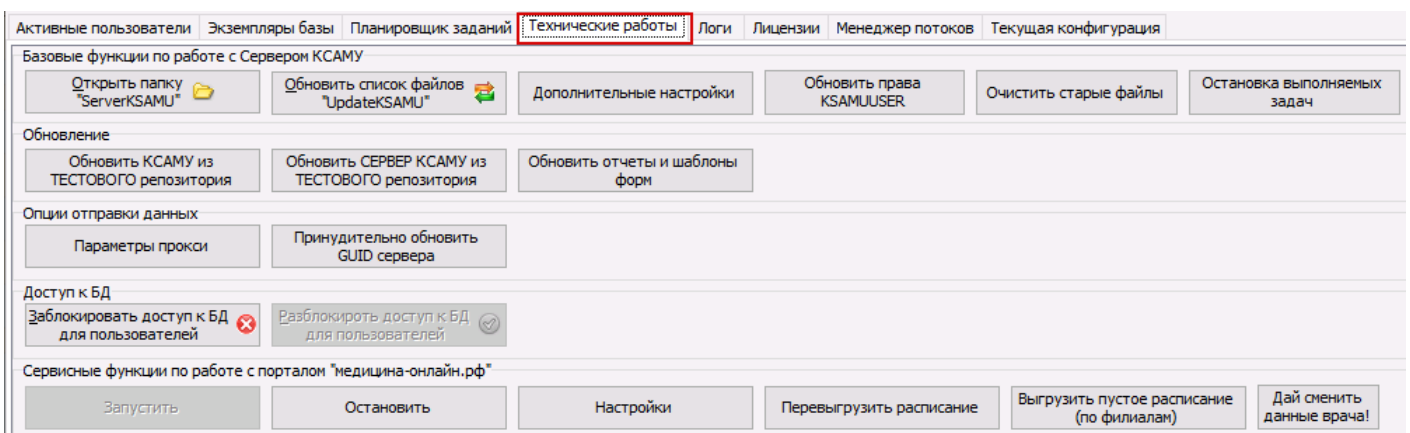 Активные пользователи Экземпляры базы Планировщик заданий Технические работы Логи Лицензии Менеджер потоков Текущая конфигурация
Базовые функции по работе с Сервером КСАМУ
Открыть папку
"ServerKSAMU"
Обновить список файлов
"UpdateKSAMU"
Дополнительные настройки
Обновить права
KSAMUUSER
Очистить старые файлы
Остановка выполняемых
задач
Обновление
Обновить КСАМУ из
ТЕСТОВОГО репозитория
Обновить СЕРВЕР КСАМУ из
ТЕСТОВОГО репозитория
Обновить отчеты и шаблоны
форм
Опции отправки данных
Параметры прокси
Принудительно обновить
GUID сервера
Доступ к БД
Заблокировать доступ к БД
для пользователей
Разблокироть доступ к БД
для пользователей
Сервисные функции по работе с порталом "медицина-онлайн.рф"
Запустить
Остановить
Настройки
Перевыгрузить расписание
Выгрузить пустое расписание
(по филиалам)
Дай сменить
данные врача!